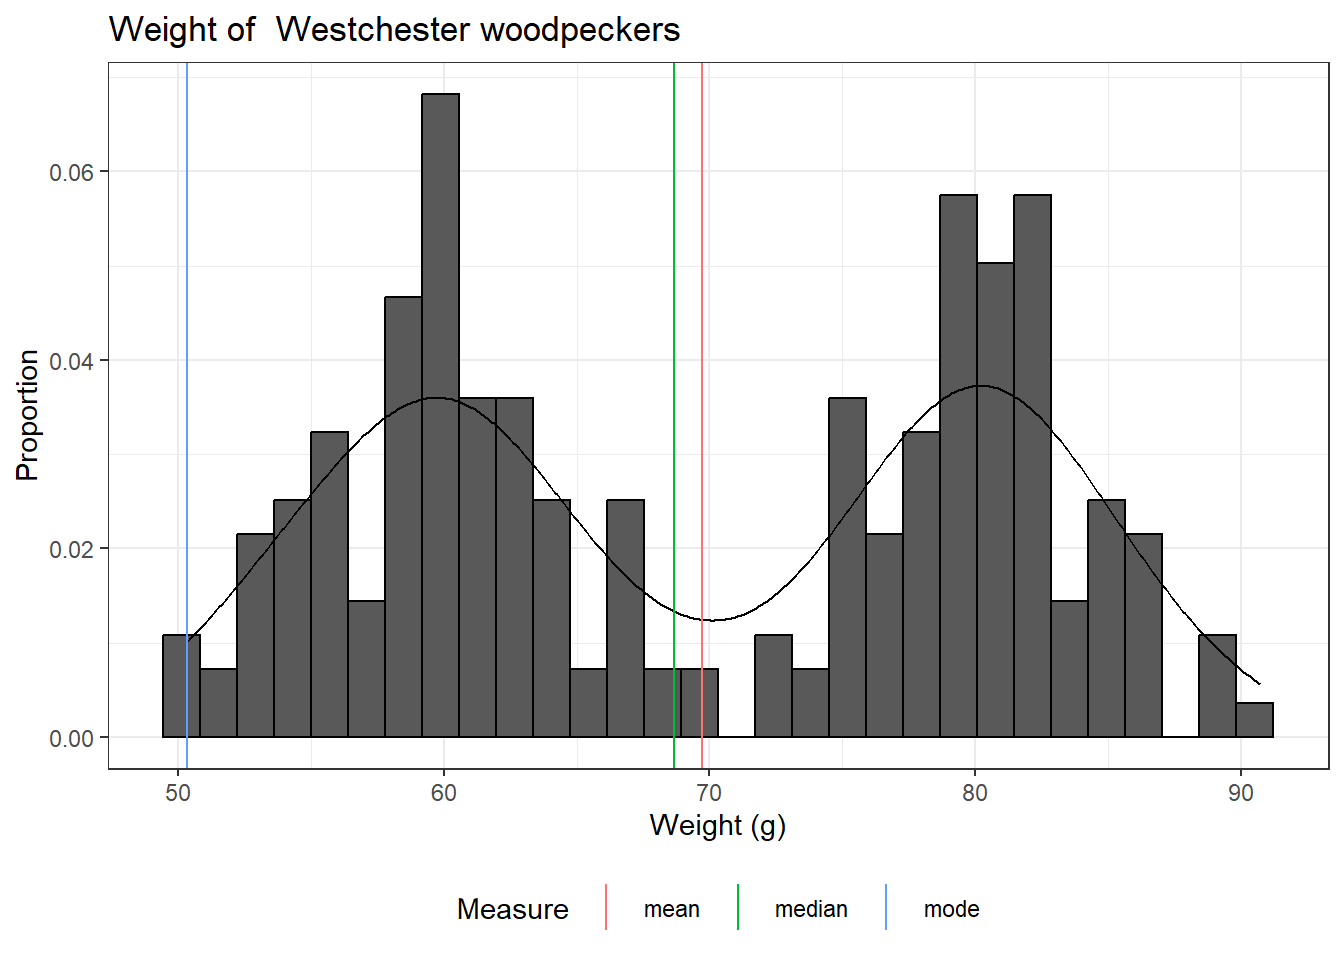 Weight of  Westchester woodpeckers
Proportion
0.06
0.04
0.02
0.00
50 60 70 80 90
Weight (g)
Measure mean median mode